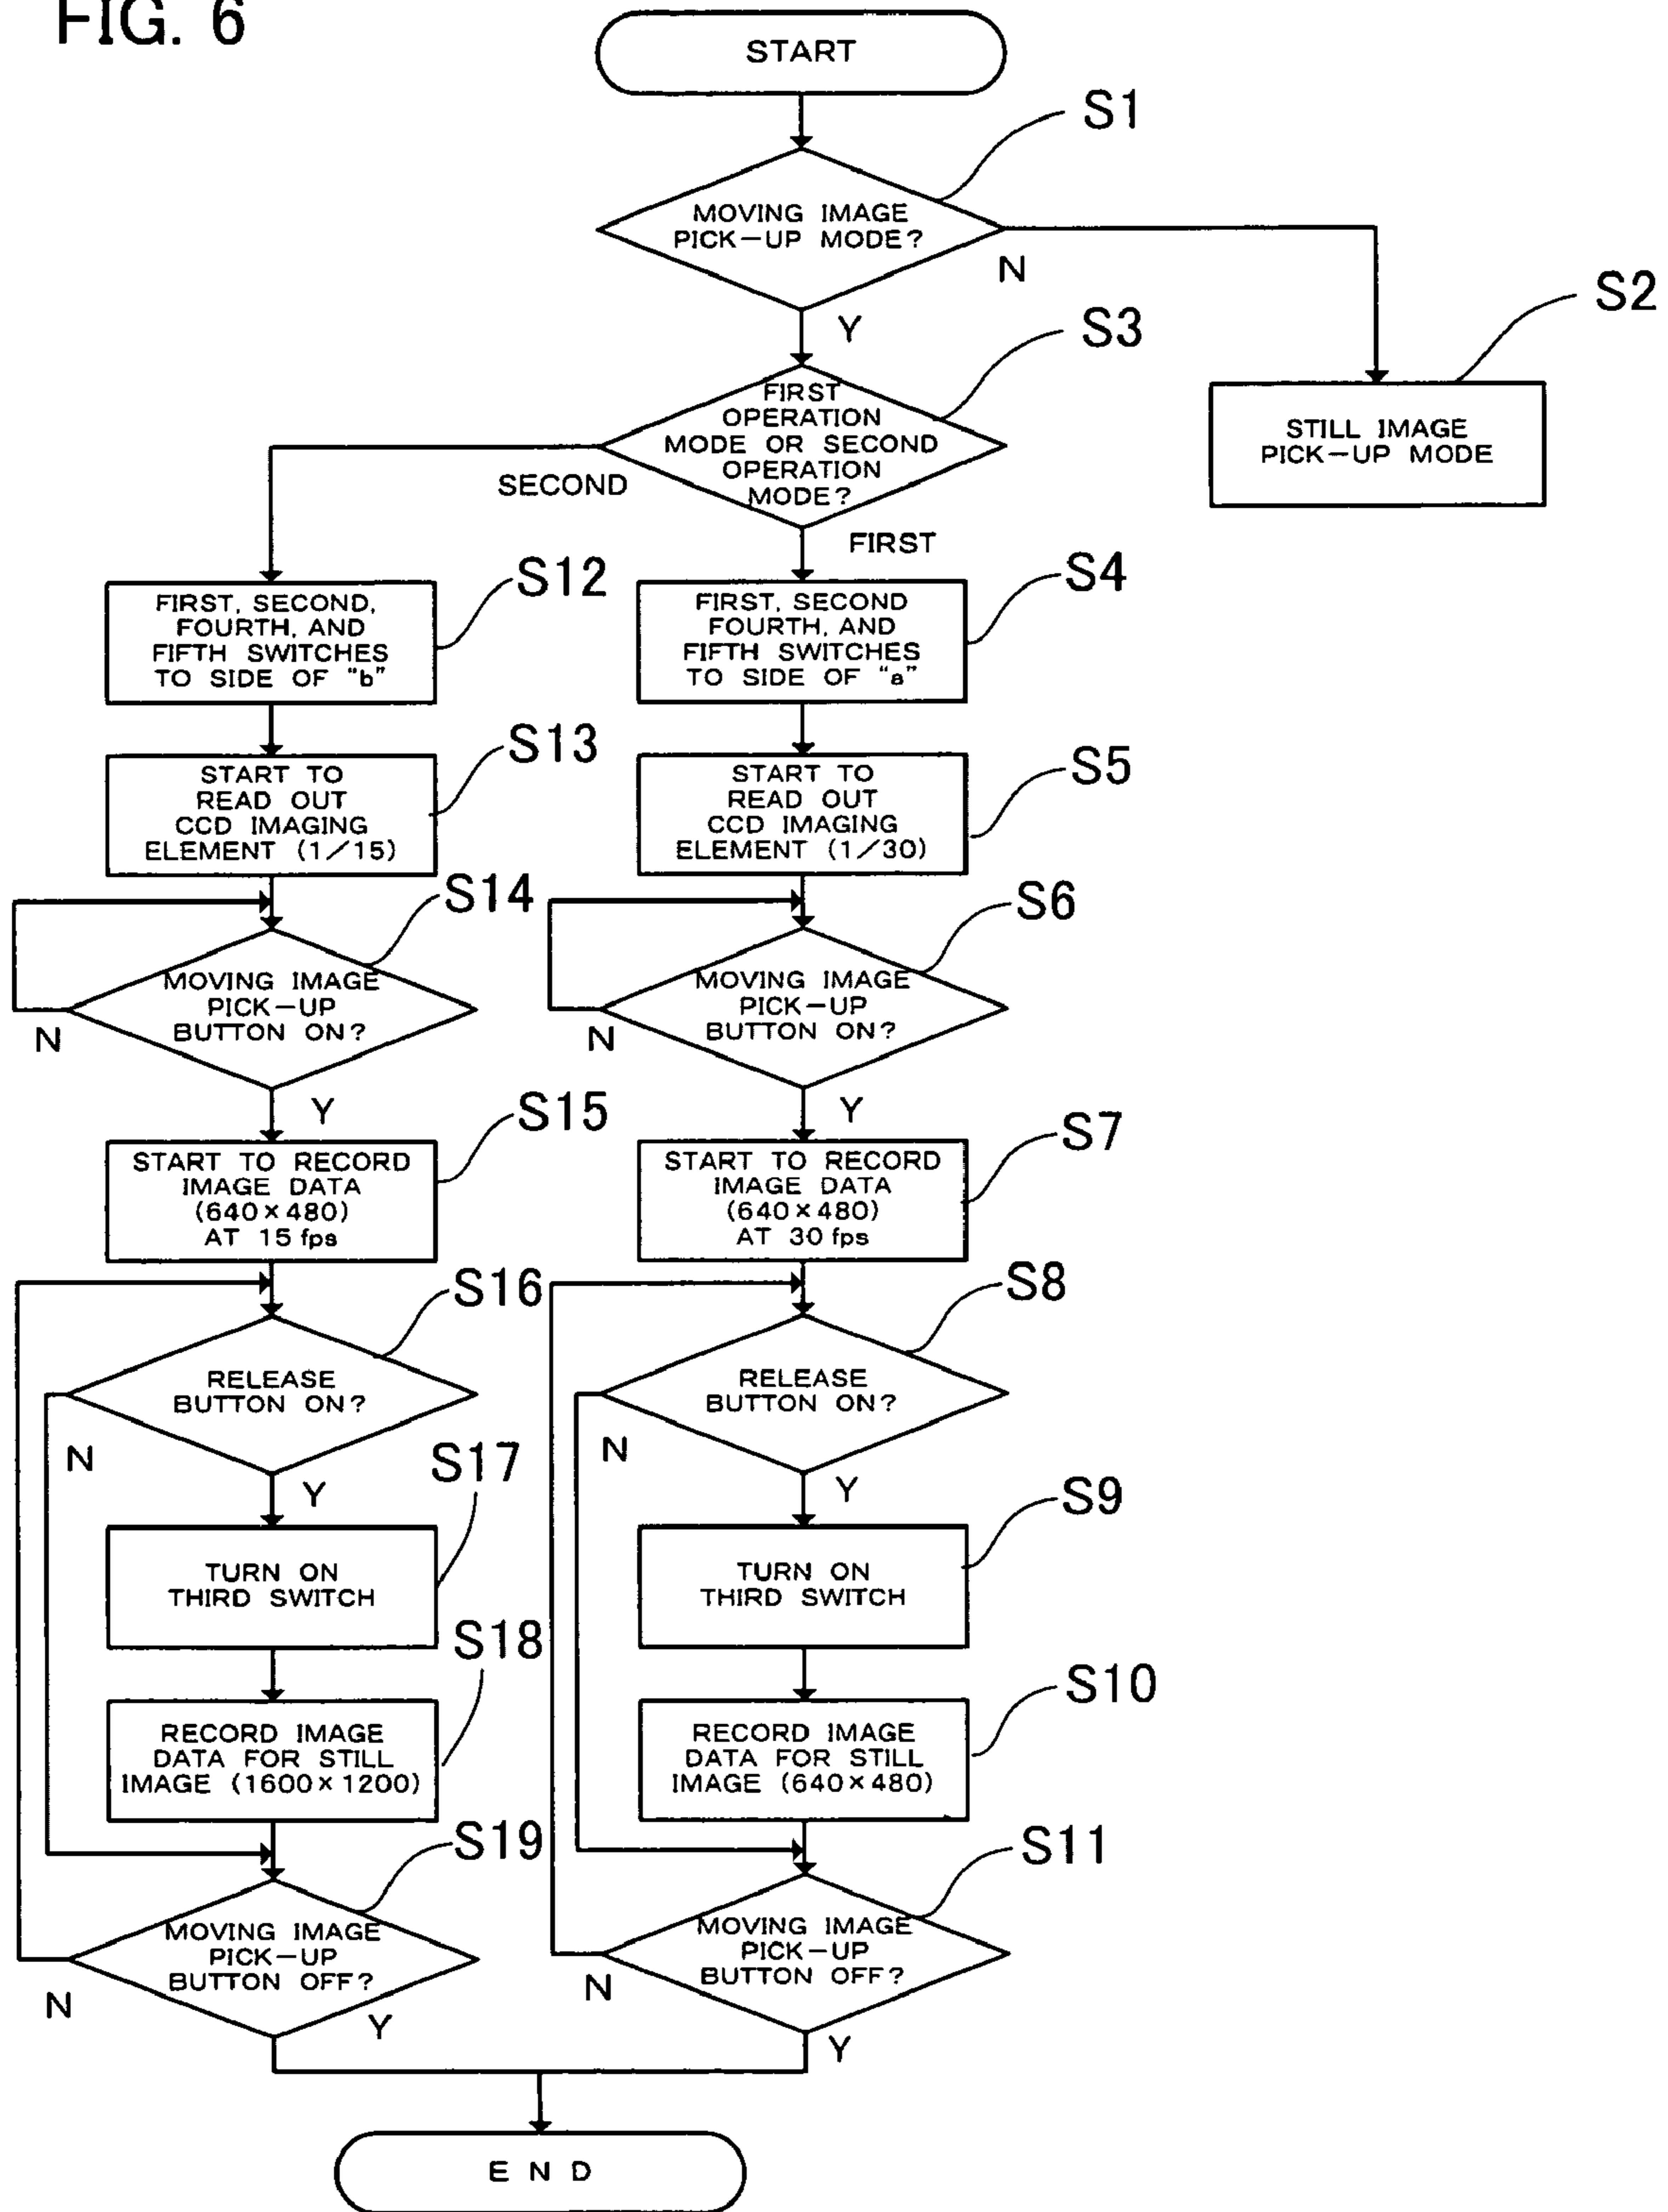 FIG. 6
START
S1
MOVING IMAGE
PICK-UP MODE?
N
Y
S2
STILL IMAGE
PICK-UP MODE
S3
FIRST
OPERATION
MODE OR SECOND
OPERATION
MODE?
SECOND
FIRST
S12
FIRST, SECOND,
FOURTH, AND
FIFTH SWITCHES
TO SIDE OF "b"
S4
FIRST, SECOND
FOURTH, AND
FIFTH SWITCHES
TO SIDE OF "a"
S13
START TO
READ OUT
CCD IMAGING
ELEMENT (1/15)
S5
START TO
READ OUT
CCD IMAGING
ELEMENT (1/30)
S14
MOVING IMAGE
PICK-UP
BUTTON ON?
N
Y
S6
MOVING IMAGE
PICK-UP
BUTTON ON?
N
Y
S15
START TO RECORD
IMAGE DATA
(640×480)
AT 15 fps
S7
START TO RECORD
IMAGE DATA
(640×480)
AT 30 fps
S16
RELEASE
BUTTON ON?
N
Y
S8
RELEASE
BUTTON ON?
N
Y
S17
TURN ON
THIRD SWITCH
S9
TURN ON
THIRD SWITCH
S18
RECORD IMAGE
DATA FOR STILL
IMAGE (1600×1200)
S10
RECORD IMAGE
DATA FOR STILL
IMAGE (640×480)
S19
MOVING IMAGE
PICK-UP
BUTTON OFF?
N
Y
S11
MOVING IMAGE
PICK-UP
BUTTON OFF?
N
Y
END